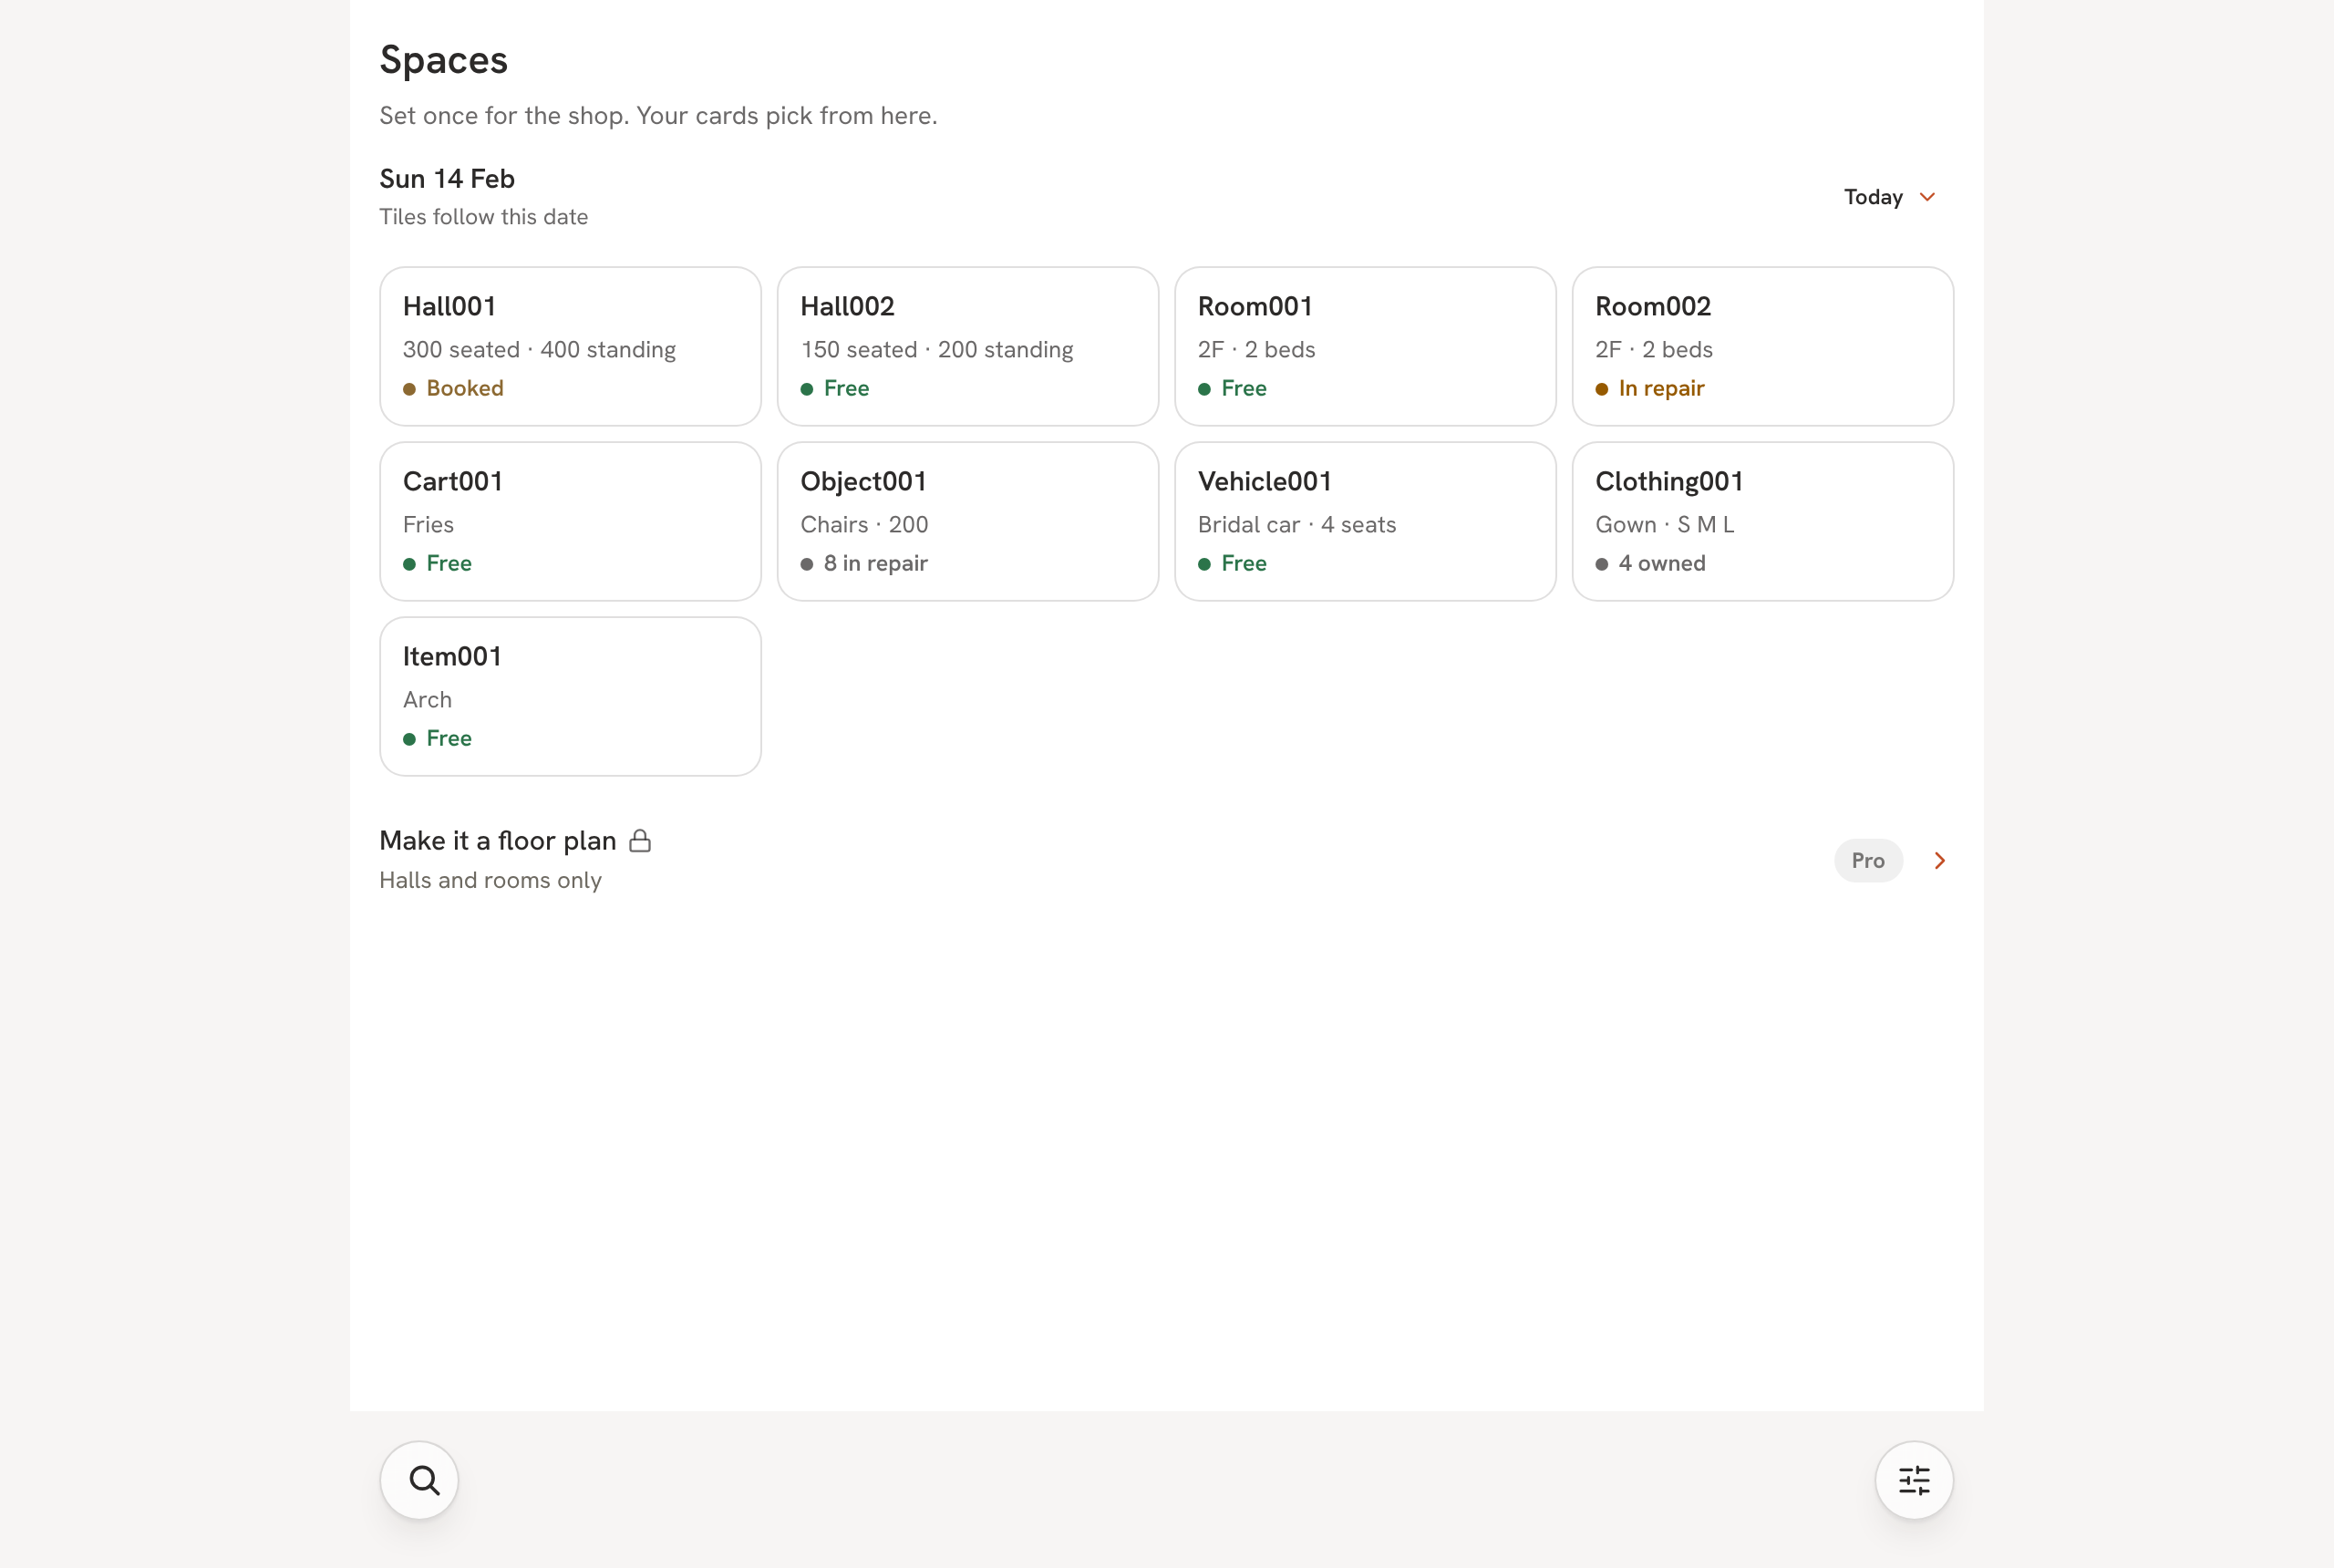 Spaces
Set once for the shop. Your cards pick from here.
Sun 14 Feb
Tiles follow this date
Today
Hall001
300 seated · 400 standing
Booked
Hall002
150 seated · 200 standing
Free
Room001
2F · 2 beds
Free
Room002
2F · 2 beds
In repair
Cart001
Fries
Free
Object001
Chairs · 200
8 in repair
Vehicle001
Bridal car · 4 seats
Free
Clothing001
Gown · S M L
4 owned
Item001
Arch
Free
Make it a floor plan
Halls and rooms only
Pro